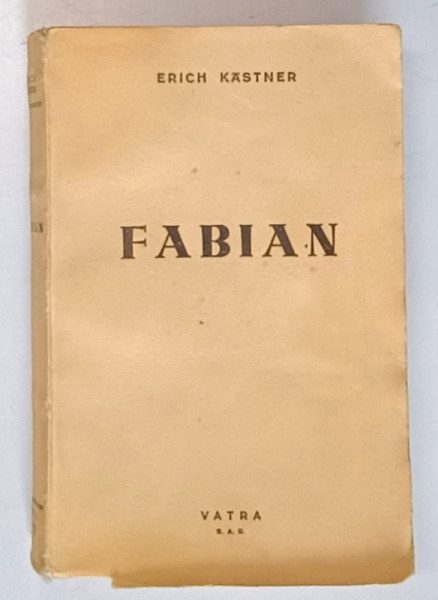 ERICH KÄSTNER
FABIAN
VATRA
S. A. R.